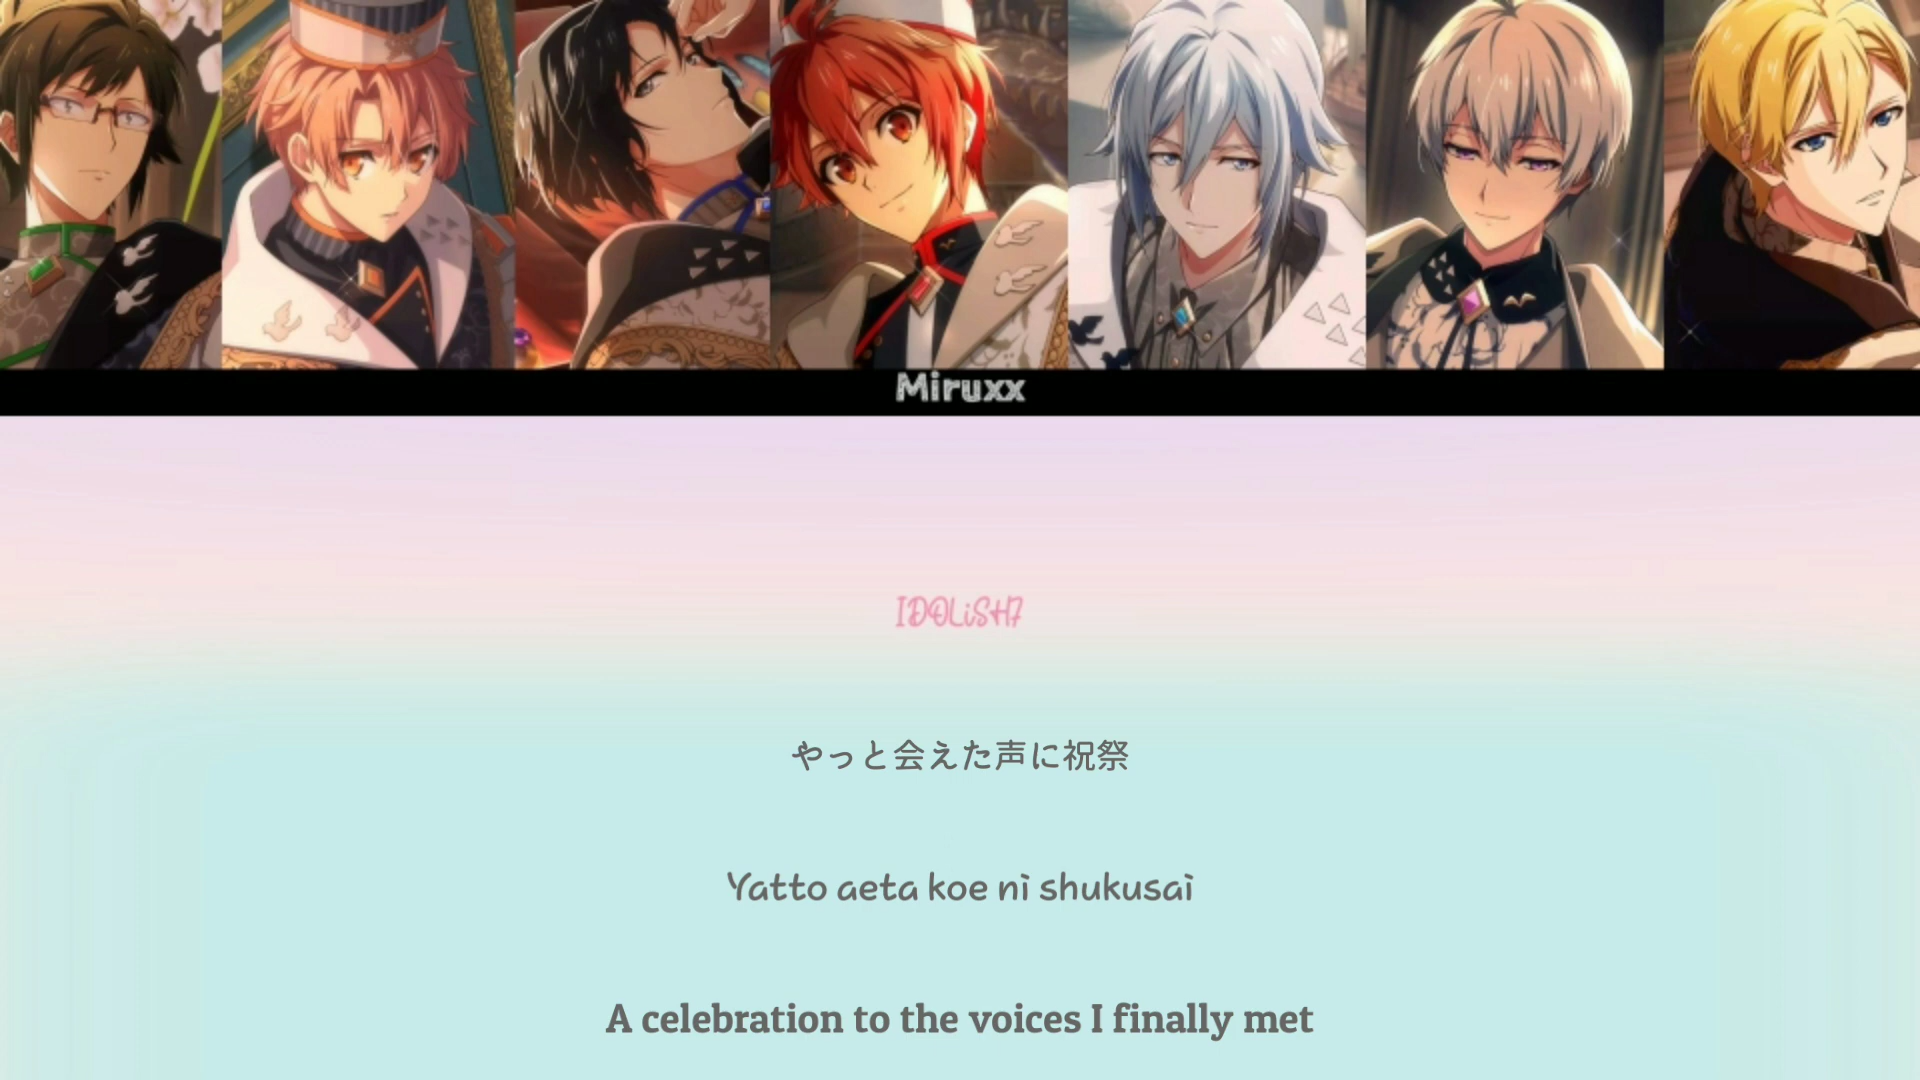 Miruxx
IDOLiSH7
やっと会えた声に祝祭
Yatto aeta koe ni shukusai
A celebration to the voices I finally met